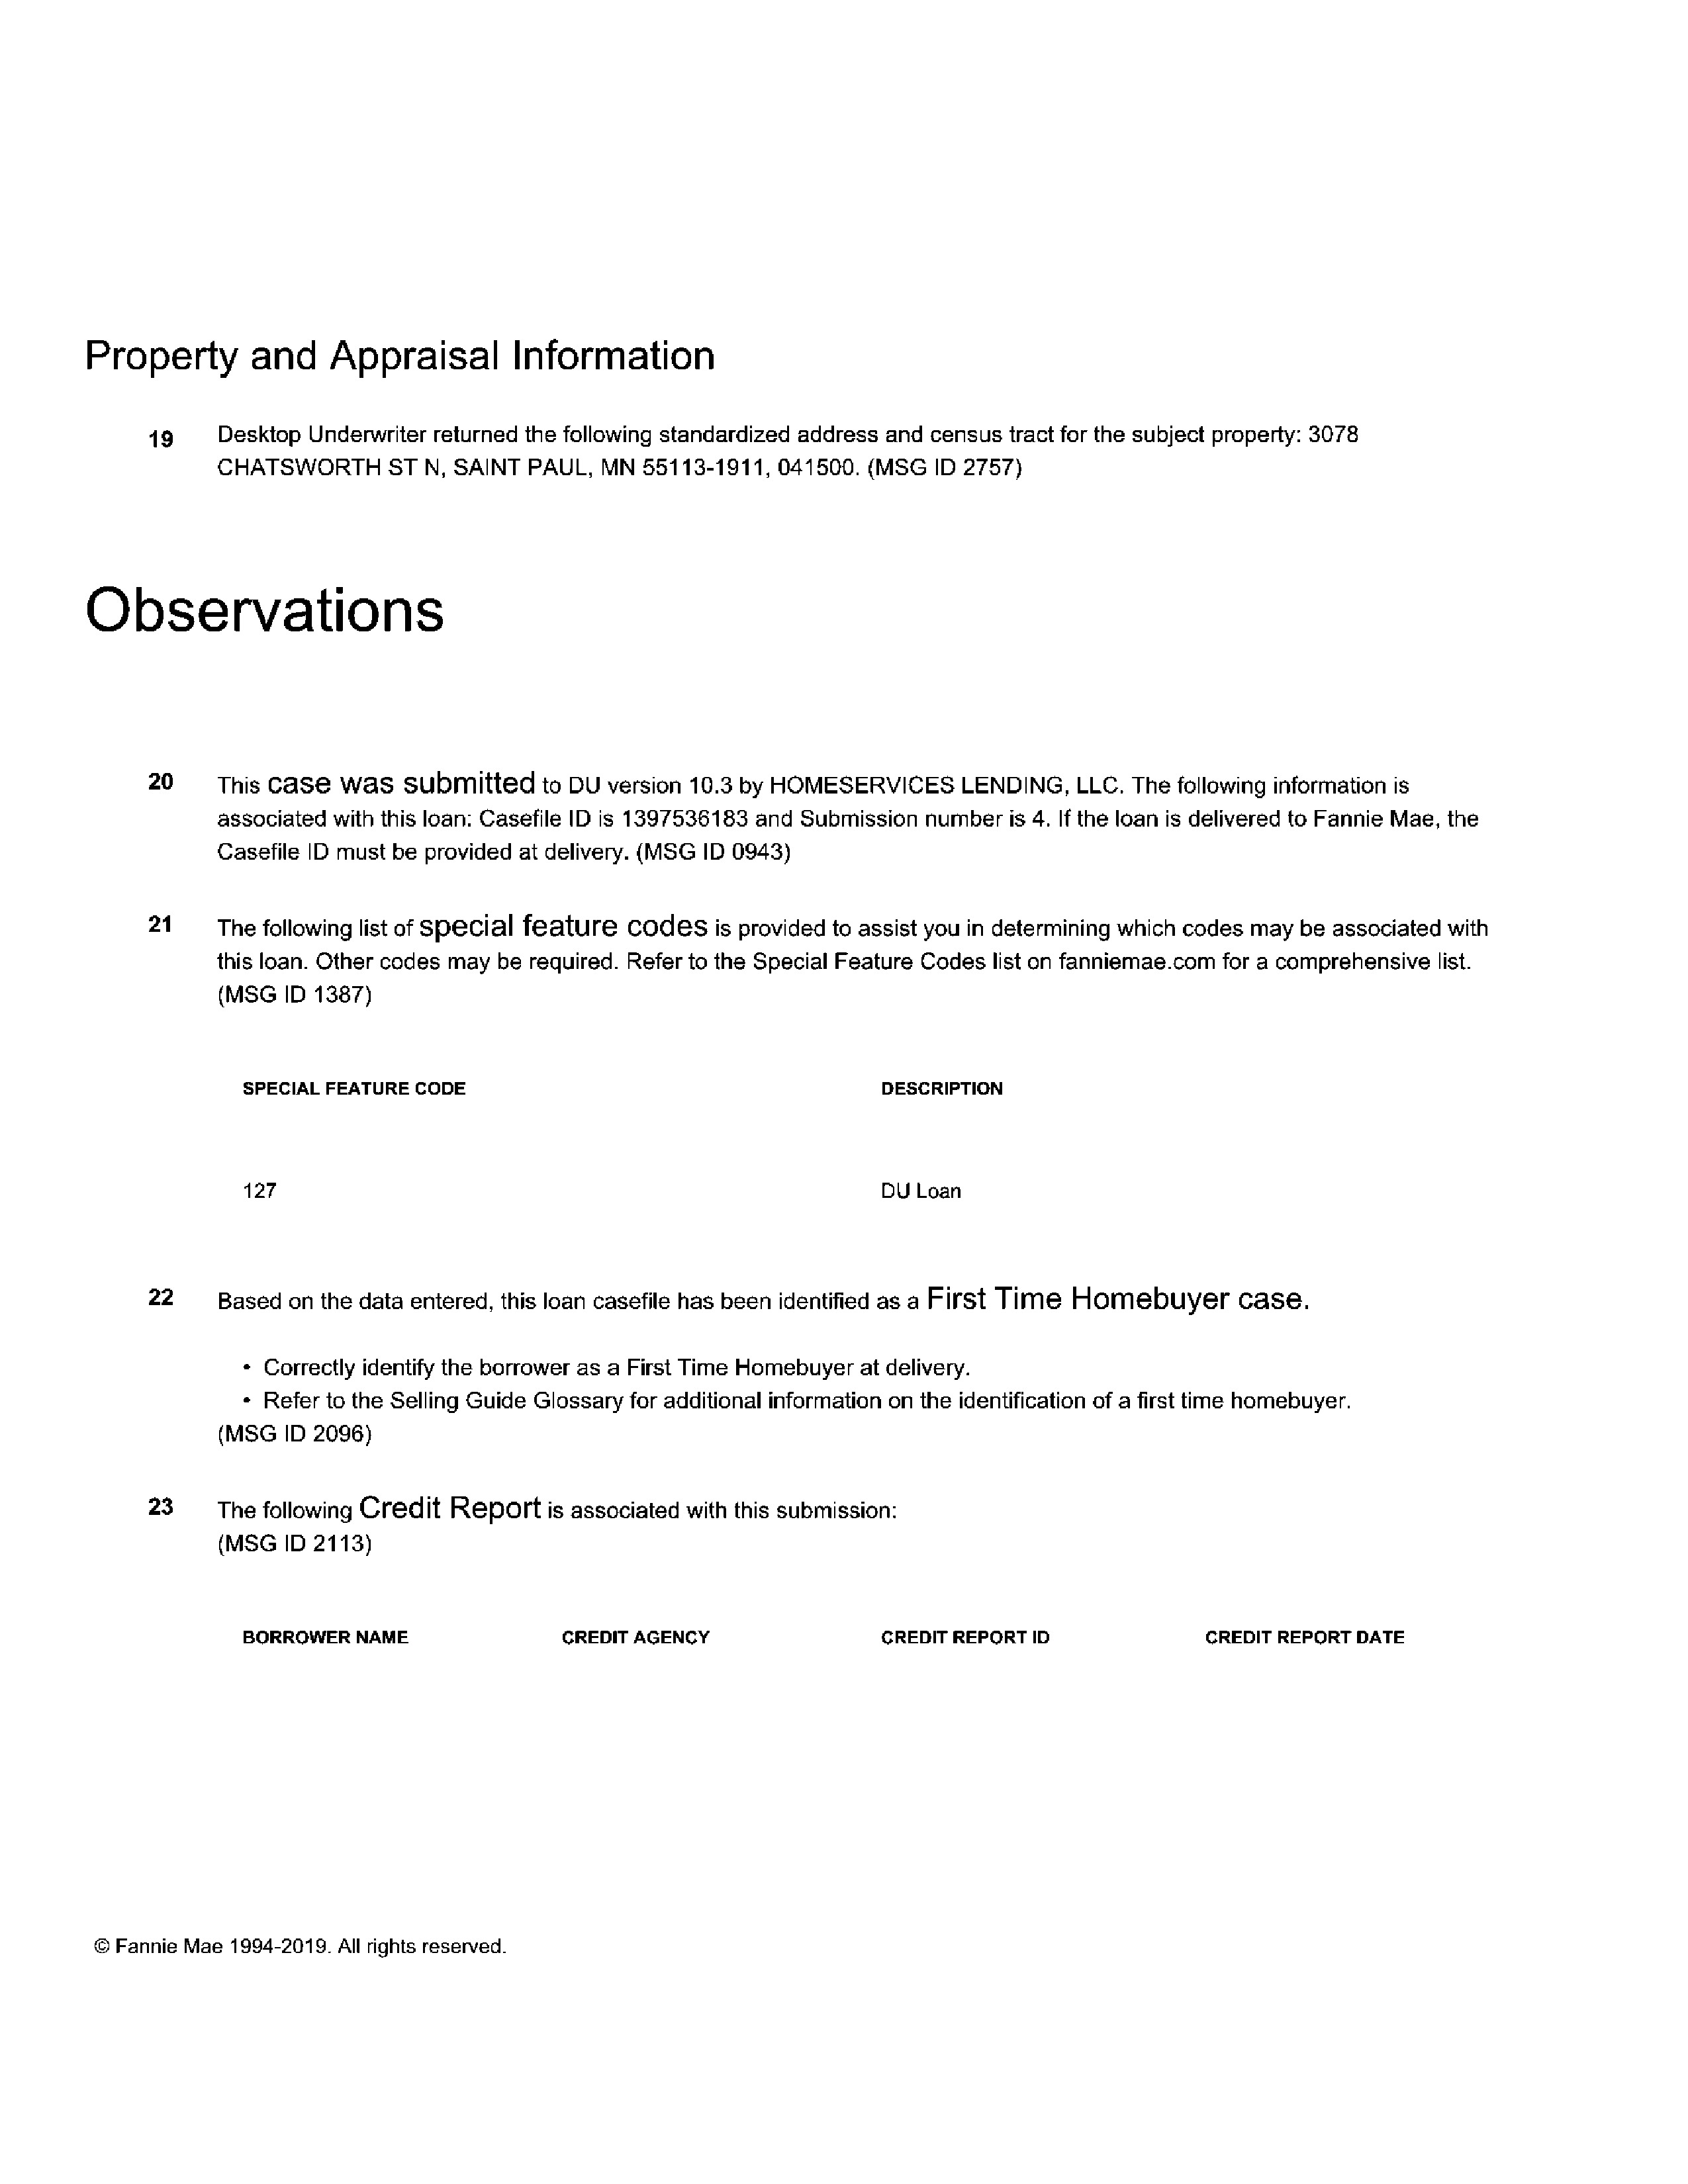 Property and Appraisal Information
19 Desktop Underwriter returned the following standardized address and census tract for the subject property: 3078
CHATSWORTH ST N, SAINT PAUL, MN 55113-1911, 041500. (MSG ID 2757)
Observations
20 This case was submitted to DU version 10.3 by HOMESERVICES LENDING, LLC. The following information is
associated with this loan: Casefile ID is 1397536183 and Submission number is 4. If the loan is delivered to Fannie Mae, the
Casefile ID must be provided at delivery. (MSG ID 0943)
21 The following list of special feature codes is provided to assist you in determining which codes may be associated with
this loan. Other codes may be required. Refer to the Special Feature Codes list on fanniemae.com for a comprehensive list.
(MSG ID 1387)
SPECIAL FEATURE CODE DESCRIPTION
127 DU Loan
22 Based on the data entered, this loan casefile has been identified as a First Time Homebuyer case.
• Correctly identify the borrower as a First Time Homebuyer at delivery.
• Refer to the Selling Guide Glossary for additional information on the identification of a first time homebuyer.
(MSG ID 2096)
23 The following Credit Report is associated with this submission:
(MSG ID 2113)
BORROWER NAME CREDIT AGENCY CREDIT REPORT ID CREDIT REPORT DATE
© Fannie Mae 1994-2019. All rights reserved.